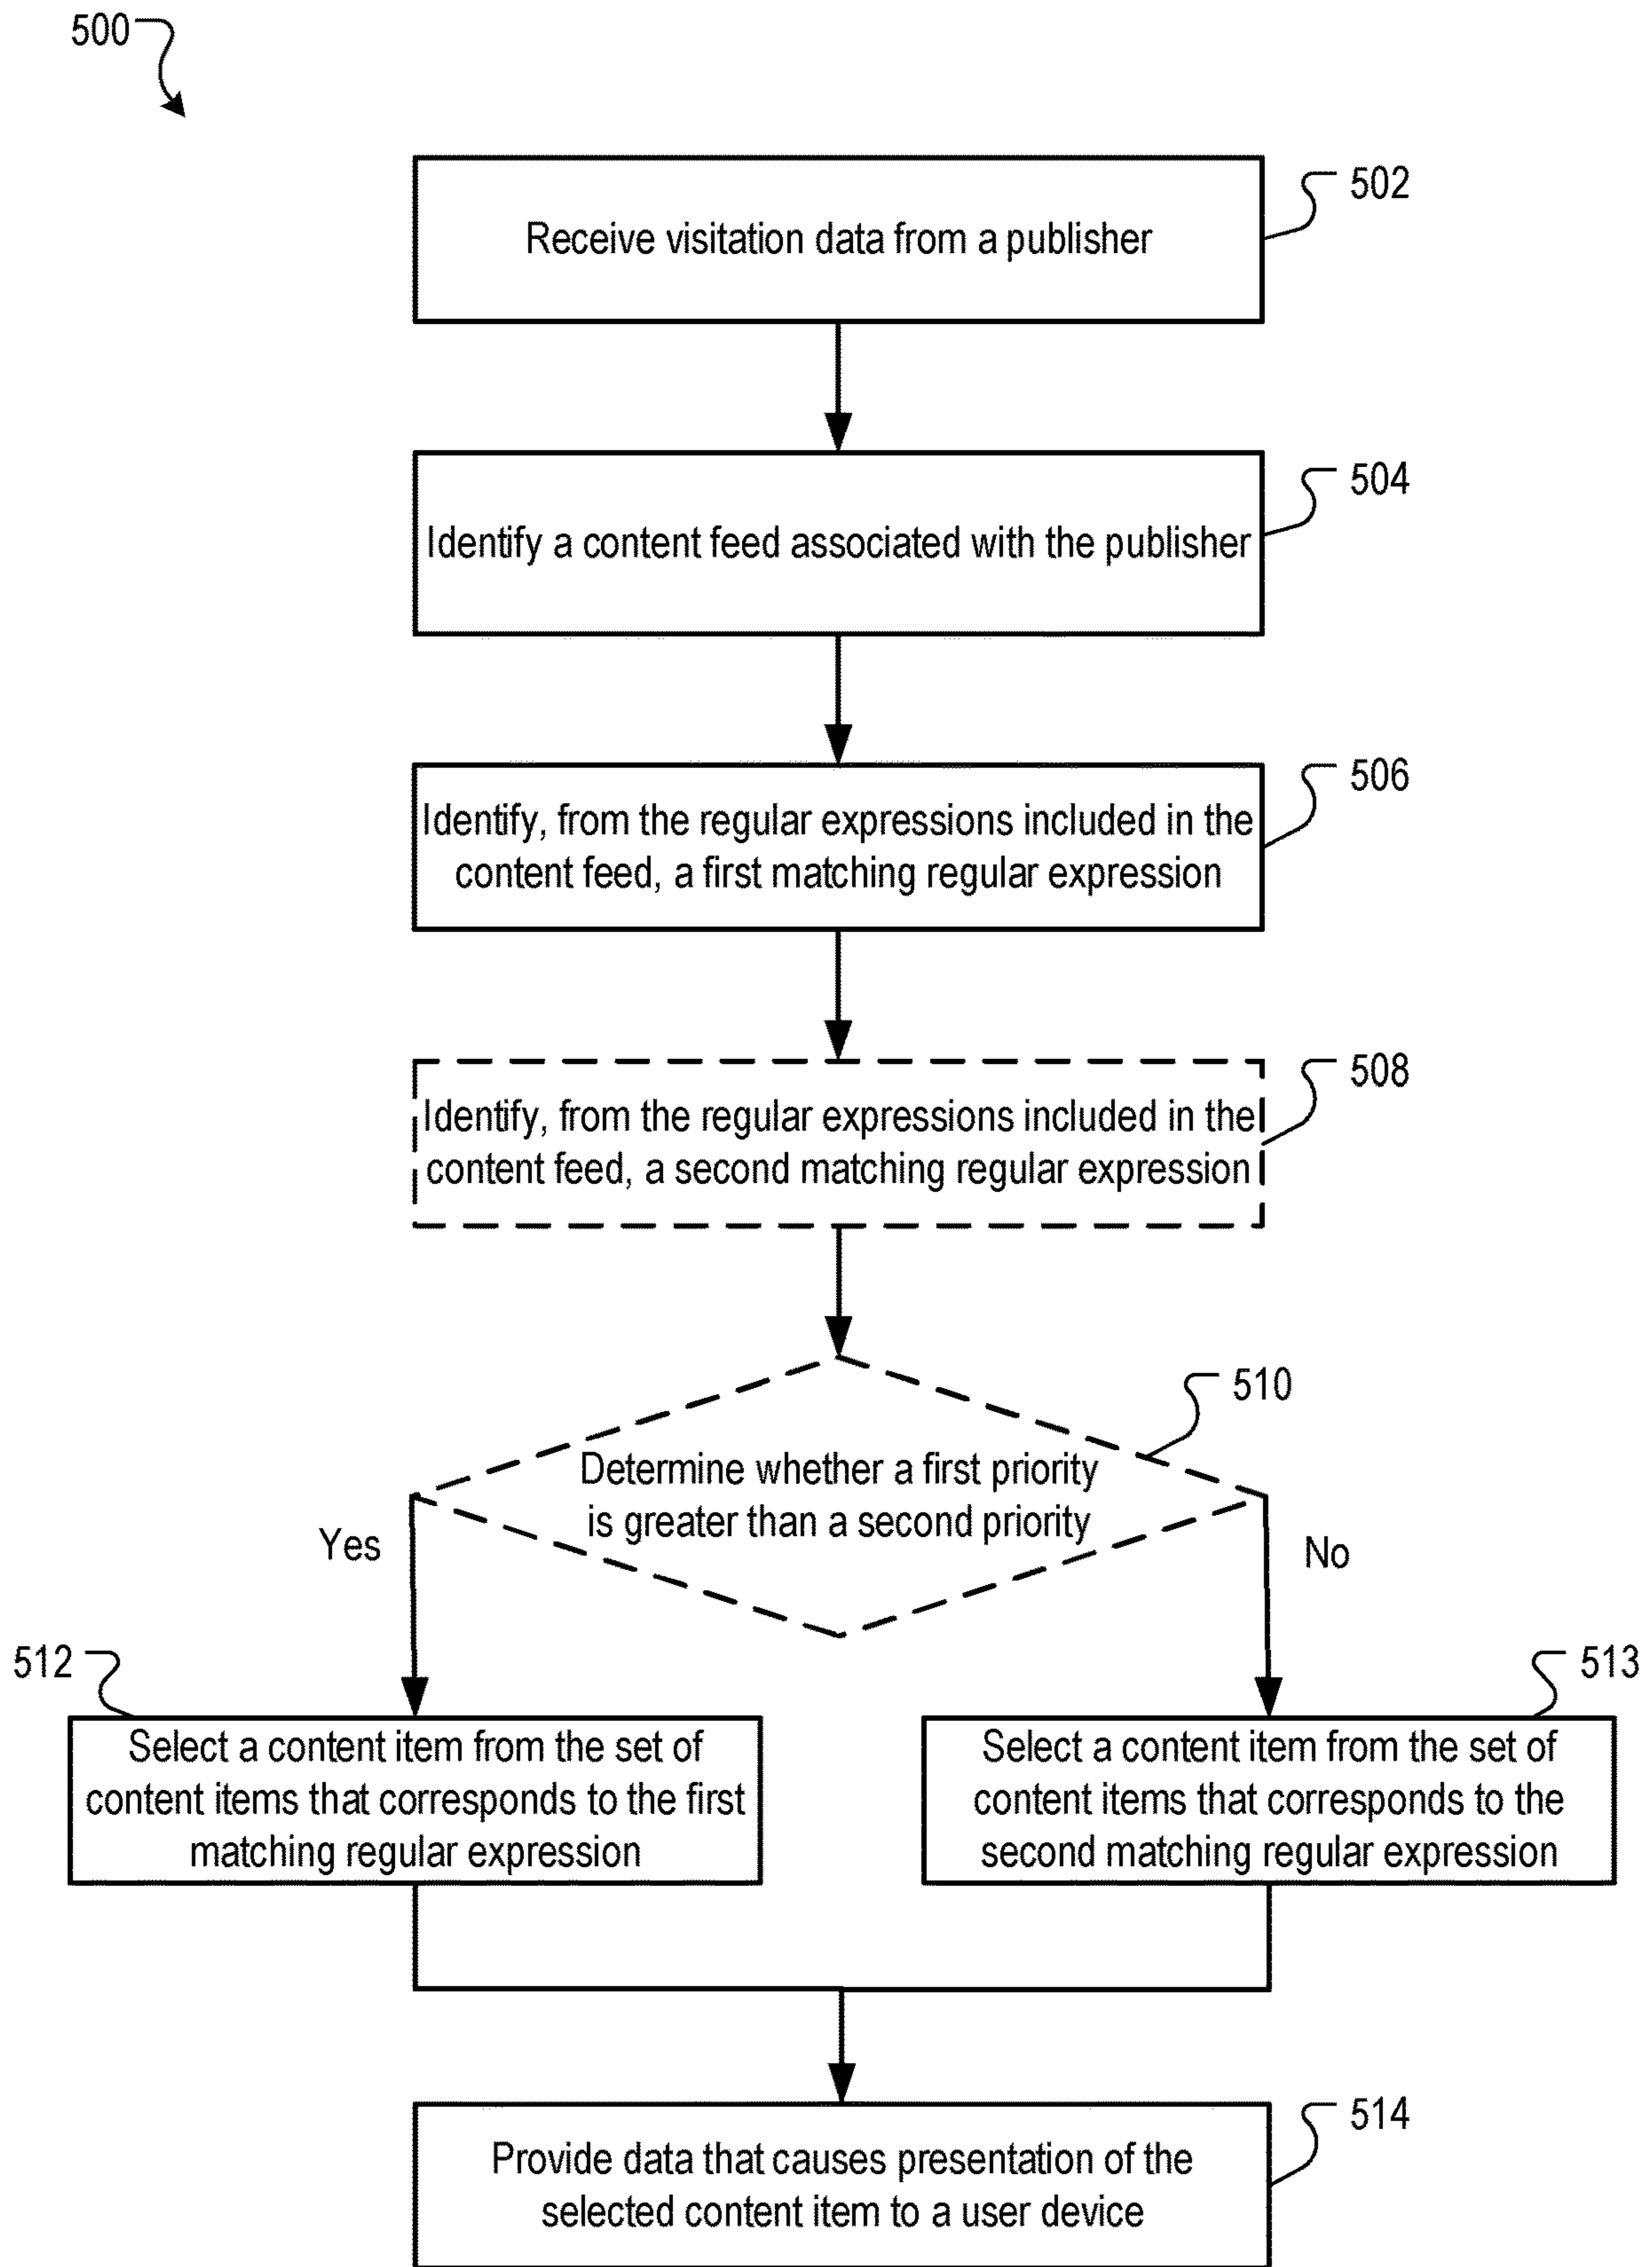 500
502
Receive visitation data from a publisher
504
Identify a content feed associated with the publisher
506
Identify, from the regular expressions included in the
content feed, a first matching regular expression
508
Identify, from the regular expressions included in the
content feed, a second matching regular expression
510
Determine whether a first priority
is greater than a second priority
Yes
No
512
Select a content item from the set of
content items that corresponds to the first
matching regular expression
513
Select a content item from the set of
content items that corresponds to the
second matching regular expression
514
Provide data that causes presentation of the
selected content item to a user device